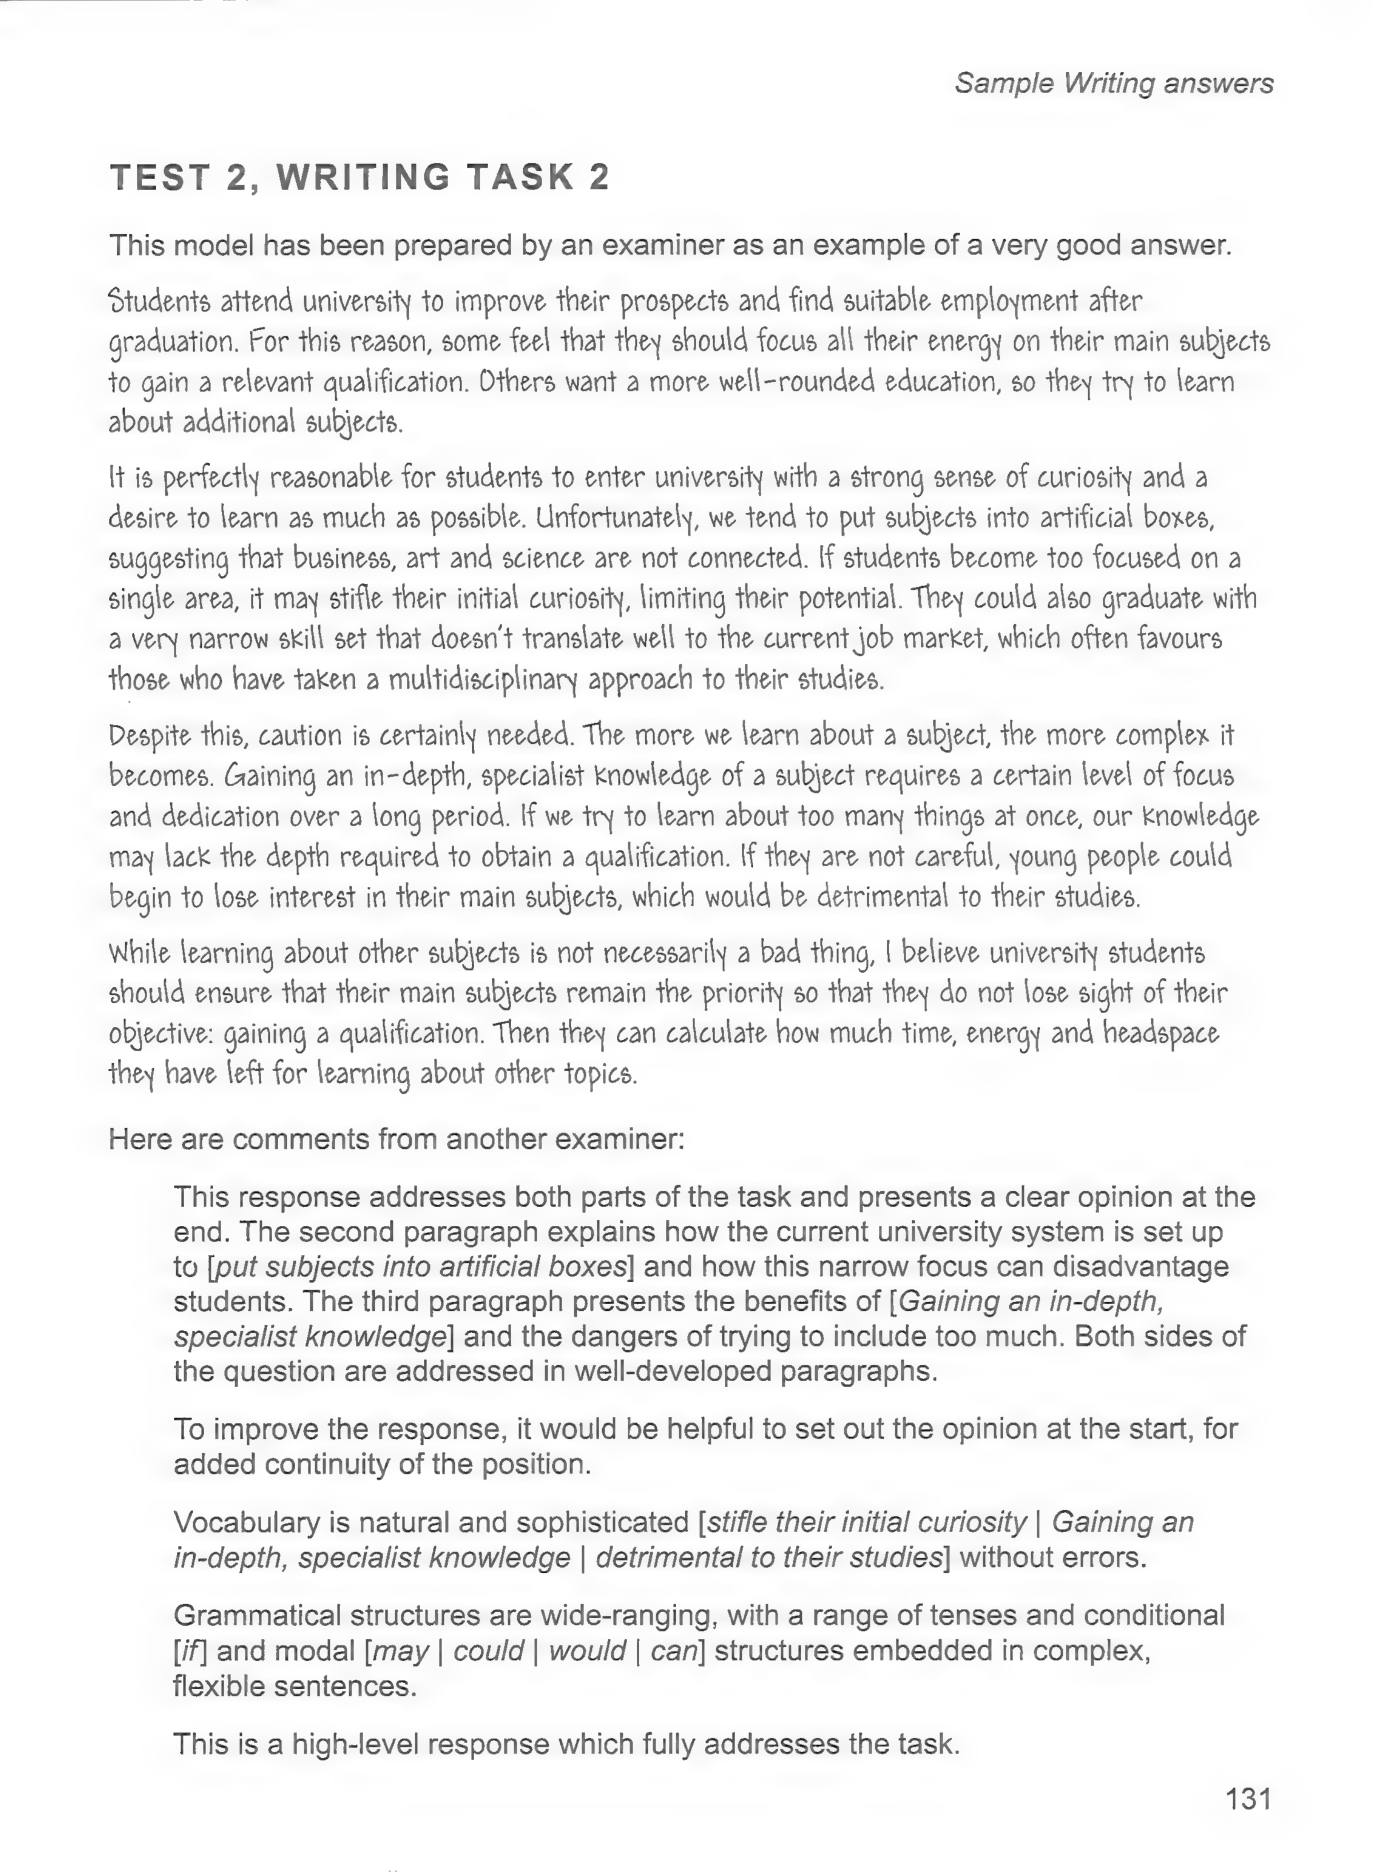 Sample Writing answers
TEST 2, WRITING TASK 2
This model has been prepared by an examiner as an example of a very good answer.
Students attend university to improve their prospects and find suitable employment after
graduation. For this reason, some feel that they should focus all their energy on their main subjects
to gain a relevant qualification. Others want a more well-rounded education, so they try to learn
about additional subjects.
It is perfectly reasonable for students to enter university with a strong sense of curiosity and a
desire to learn as much as possible. Unfortunately, we tend to put subjects into artificial boxes,
suggesting that business, art and science are not connected. If students become too focused on a
single area, it may stifle their initial curiosity, limiting their potential. They could also graduate with
a very narrow skill set that doesn't translate well to the current job market, which often favours
those who have taken a multidisciplinary approach to their studies.
Despite this, caution is certainly needed. The more we learn about a subject, the more complex it
becomes. Gaining an in-depth, specialist knowledge of a subject requires a certain level of focus
and dedication over a long period. If we try to learn about too many things at once, our knowledge
may lack the depth required to obtain a qualification. If they are not careful, young people could
begin to lose interest in their main subjects, which would be detrimental to their studies.
While learning about other subjects is not necessarily a bad thing, I believe university students
should ensure that their main subjects remain the priority so that they do not lose sight of their
objective: gaining a qualification. Then they can calculate how much time, energy and headspace
they have left for learning about other topics.
Here are comments from another examiner:
This response addresses both parts of the task and presents a clear opinion at the
end. The second paragraph explains how the current university system is set up
to [put subjects into artificial boxes] and how this narrow focus can disadvantage
students. The third paragraph presents the benefits of [Gaining an in-depth,
specialist knowledge] and the dangers of trying to include too much. Both sides of
the question are addressed in well-developed paragraphs.
To improve the response, it would be helpful to set out the opinion at the start, for
added continuity of the position.
Vocabulary is natural and sophisticated [stifle their initial curiosity | Gaining an
in-depth, specialist knowledge | detrimental to their studies] without errors.
Grammatical structures are wide-ranging, with a range of tenses and conditional
[if] and modal [may | could | would | can] structures embedded in complex,
flexible sentences.
This is a high-level response which fully addresses the task.
131